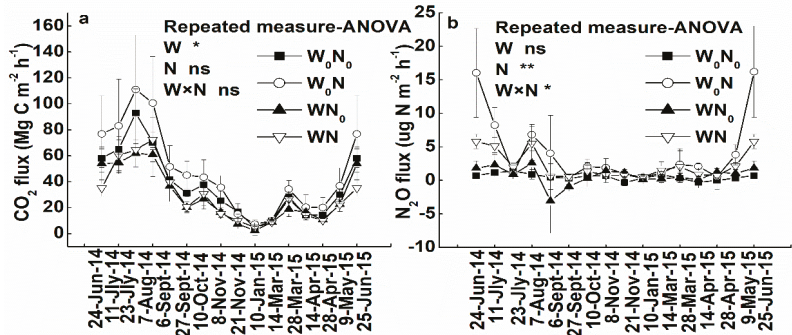 a
Repeated measure-ANOVA
W *
N ns
W×N ns
W₀N₀
W₀N
WN₀
WN
CO₂ flux (Mg C m⁻² h⁻¹)
160
140
120
100
80
60
40
20
0
24-Jun-14
11-Jly-14
23-Jly-14
7-Aug-14
6-Sept-14
27-Sept-14
10-Oct-14
8-Nov-14
21-Nov-14
10-Jan-15
14-Mar-15
28-Mar-15
14-Apr-15
28-Apr-15
9-May-15
25-Jun-15
b
Repeated measure-ANOVA
W ns
N **
W×N *
W₀N₀
W₀N
WN₀
WN
N₂O flux (ug N m⁻² h⁻¹)
25
20
15
10
5
0
-5
-10
24-Jun-14
11-Jly-14
23-Jly-14
7-Aug-14
6-Sept-14
27-Sept-14
10-Oct-14
8-Nov-14
21-Nov-14
10-Jan-15
14-Mar-15
28-Mar-15
14-Apr-15
28-Apr-15
9-May-15
25-Jun-15